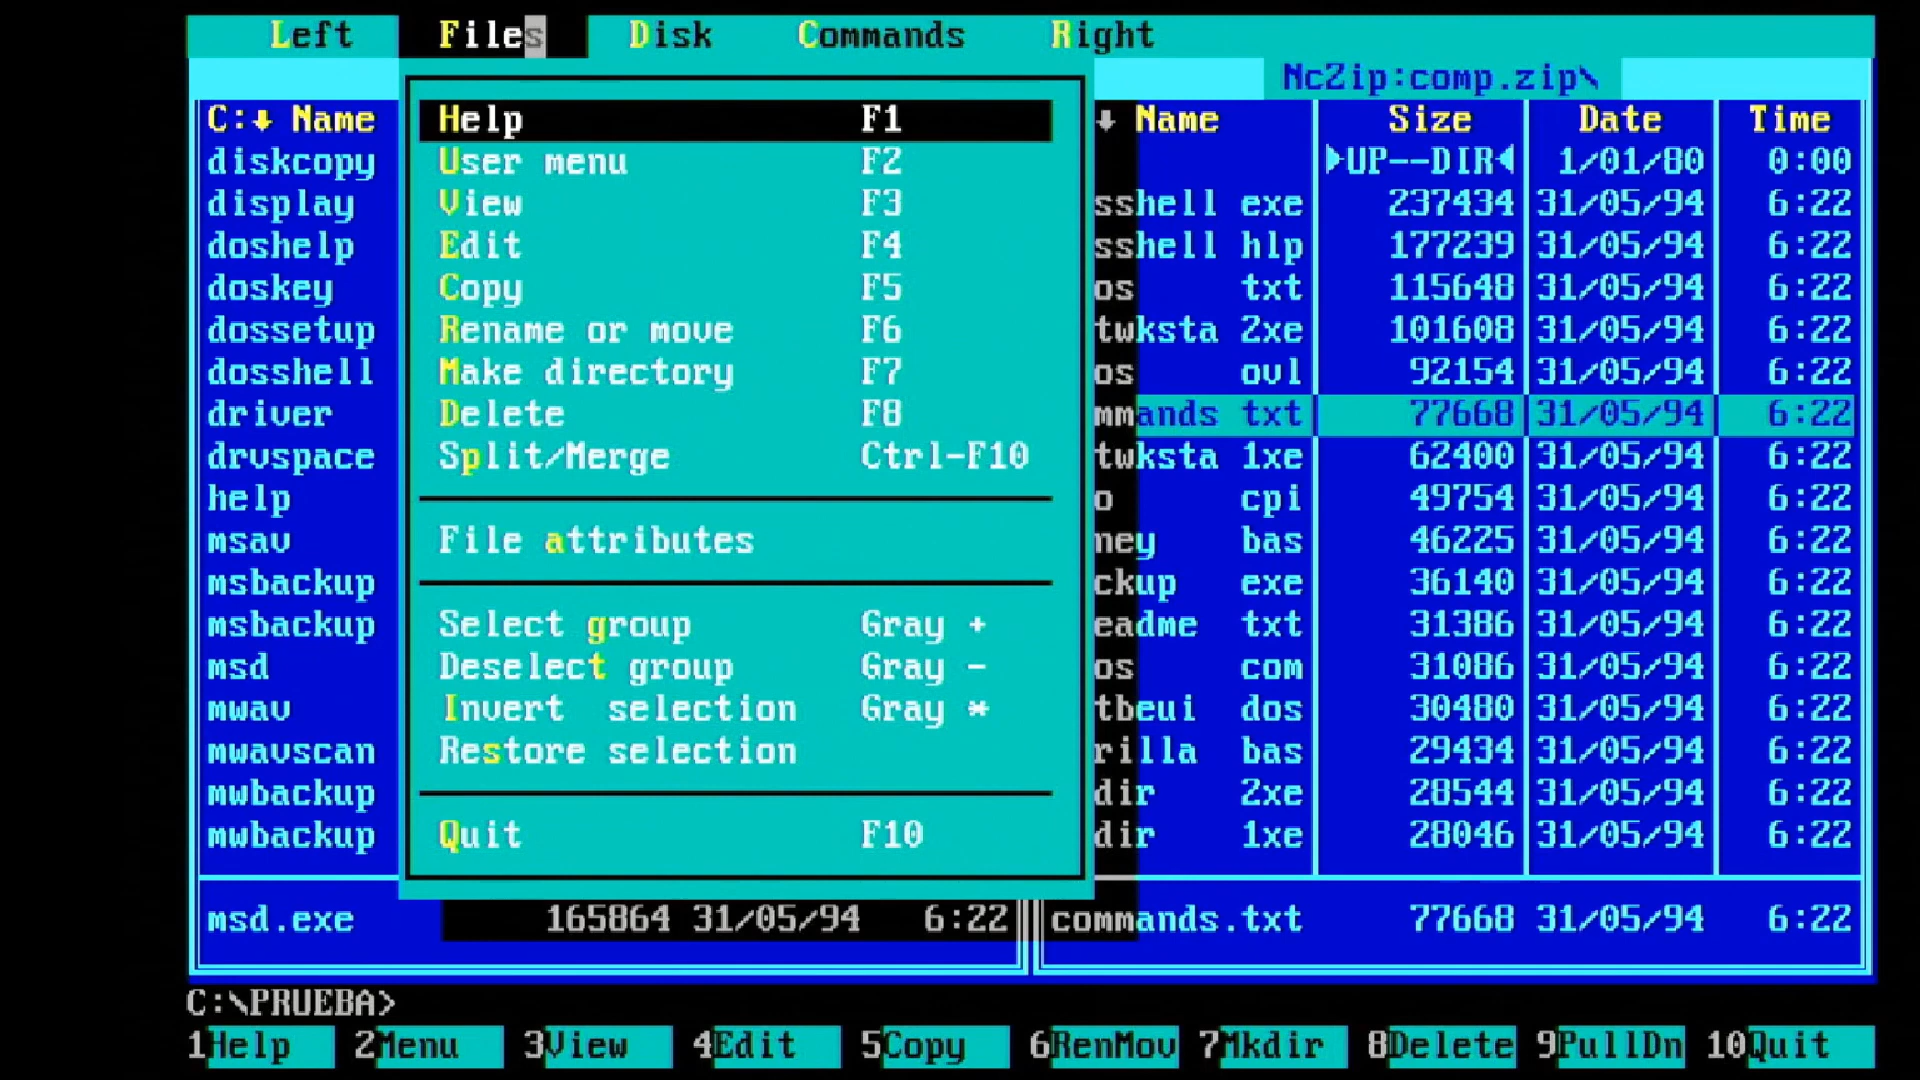 Left Files Disk Commands Right
Nc2ip:comp.zip\
C:↓ Name
diskcopy
display
doshelp
doskey
dossetup
dosshell
driver
drvspace
help
msav
msbackup
msbackup
msd
mwav
mwavscan
mwbackup
mwbackup
Help F1
User menu F2
View F3
Edit F4
Copy F5
Rename or move F6
Make directory F7
Delete F8
Split/Merge Ctrl-F10
File attributes
Select group Gray +
Deselect group Gray -
Invert selection Gray *
Restore selection
Quit F10
↓ Name Size Date Time
►UP--DIR◄ 1/01/80 0:00
sshell exe 237434 31/05/94 6:22
sshell hlp 177239 31/05/94 6:22
os txt 115648 31/05/94 6:22
twksta 2xe 101608 31/05/94 6:22
os ovl 92154 31/05/94 6:22
mmands txt 77668 31/05/94 6:22
twksta 1xe 62400 31/05/94 6:22
o cpi 49754 31/05/94 6:22
ney bas 46225 31/05/94 6:22
ckup exe 36140 31/05/94 6:22
eadme txt 31386 31/05/94 6:22
os com 31086 31/05/94 6:22
tbeui dos 30480 31/05/94 6:22
rilla bas 29434 31/05/94 6:22
dir 2xe 28544 31/05/94 6:22
dir 1xe 28046 31/05/94 6:22
msd.exe 165864 31/05/94 6:22
commands.txt 77668 31/05/94 6:22
C:\PRUEBA>
1Help 2Menu 3View 4Edit 5Copy 6RenMov 7Mkdir 8Delete 9PullDn 10Quit